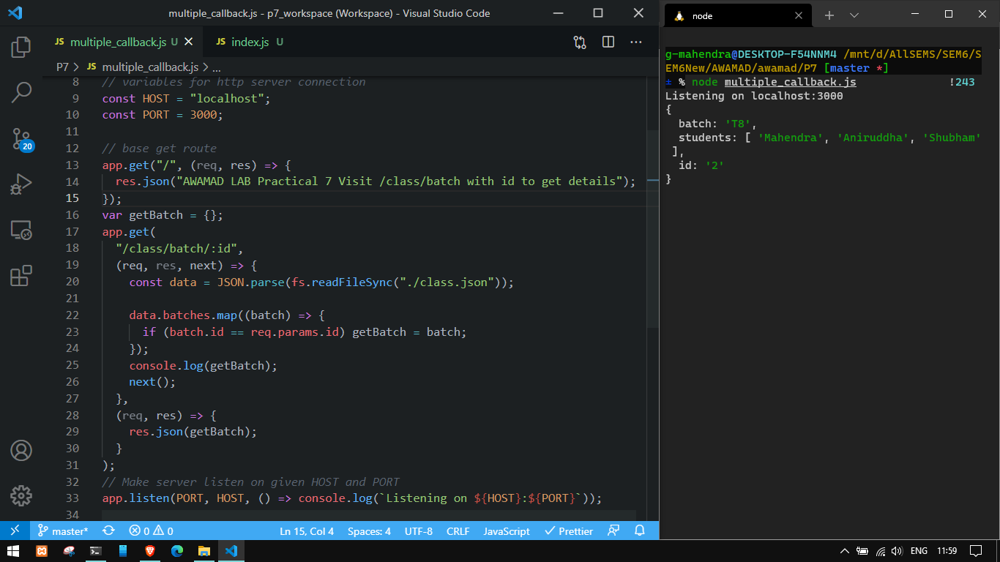 multiple_callback.js - p7_workspace (Workspace) - Visual Studio Code
JS multiple_callback.js U
JS index.js U
P7 > JS multiple_callback.js > ...
8 // variables for http server connection
9 const HOST = "localhost";
10 const PORT = 3000;
11
12 // base get route
13 app.get("/", (req, res) => {
14 res.json("AWAMAD LAB Practical 7 Visit /class/batch with id to get details");
15 });
16 var getBatch = {};
17 app.get(
18 "/class/batch/:id",
19 (req, res, next) => {
20 const data = JSON.parse(fs.readFileSync("./class.json"));
21
22 data.batches.map((batch) => {
23 if (batch.id == req.params.id) getBatch = batch;
24 });
25 console.log(getBatch);
26 next();
27 },
28 (req, res) => {
29 res.json(getBatch);
30 }
31 );
32 // Make server listen on given HOST and PORT
33 app.listen(PORT, HOST, () => console.log(`Listening on ${HOST}:${PORT}`));
34
20
master* 0 0 Ln 15, Col 4 Spaces: 4 UTF-8 CRLF JavaScript Prettier
node
g-mahendra@DESKTOP-F54NNM4 /mnt/d/AllSEMS/SEM6/S
EM6New/AWAMAD/awamad/P7 [master *]
± % node multiple_callback.js !243
Listening on localhost:3000
{
batch: 'T8',
students: [ 'Mahendra', 'Aniruddha', 'Shubham'
],
id: '2'
}
ENG 11:59